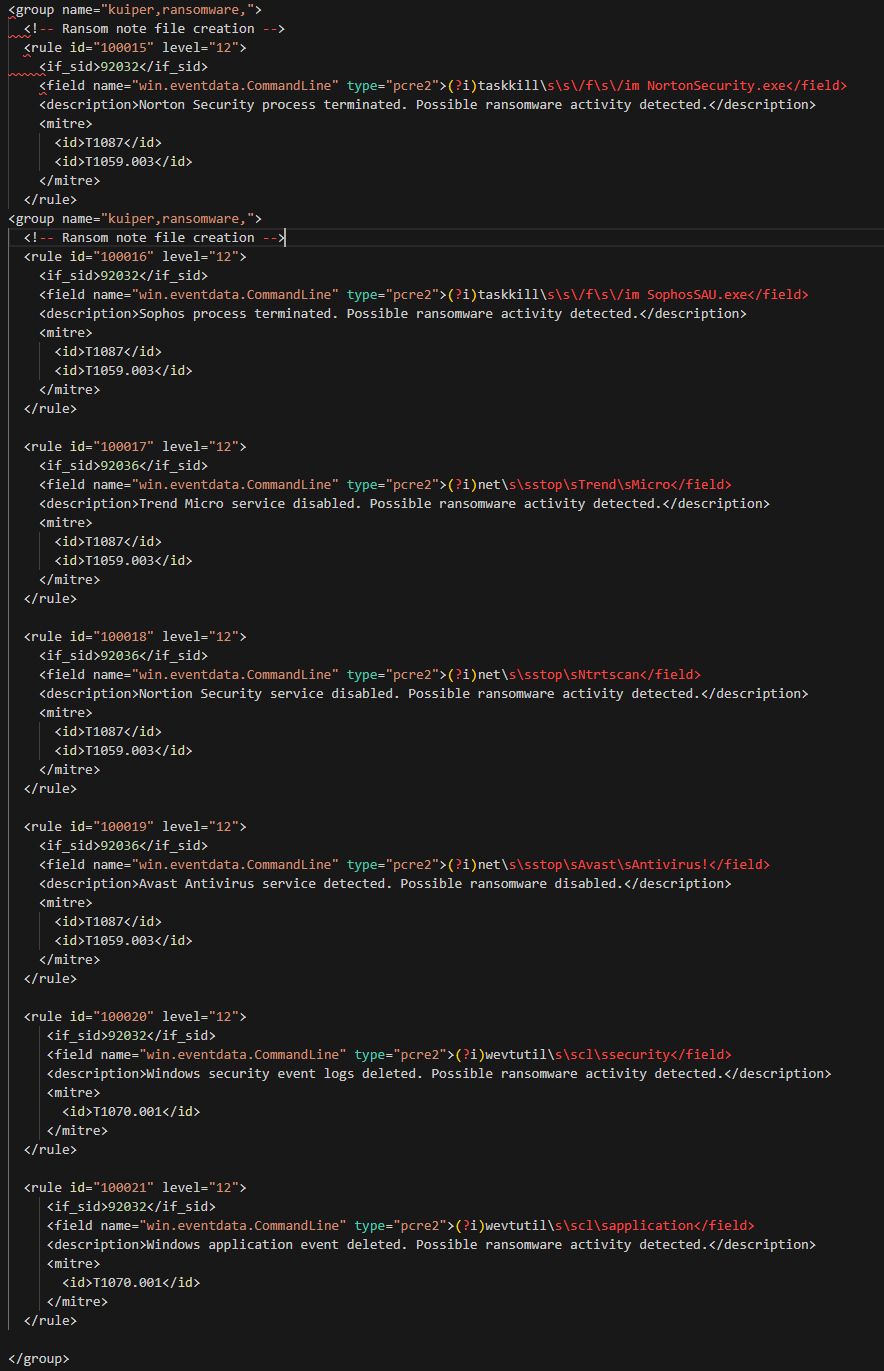 <group name="kuiper,ransomware,">
  <!-- Ransom note file creation -->
  <rule id="100015" level="12">
    <if_sid>92032</if_sid>
    <field name="win.eventdata.CommandLine" type="pcre2">(?i)taskkill\s\s\/f\s\/im NortonSecurity.exe</field>
    <description>Norton Security process terminated. Possible ransomware activity detected.</description>
    <mitre>
      <id>T1087</id>
      <id>T1059.003</id>
    </mitre>
  </rule>
<group name="kuiper,ransomware,">
  <!-- Ransom note file creation -->
  <rule id="100016" level="12">
    <if_sid>92032</if_sid>
    <field name="win.eventdata.CommandLine" type="pcre2">(?i)taskkill\s\s\/f\s\/im SophosSAU.exe</field>
    <description>Sophos process terminated. Possible ransomware activity detected.</description>
    <mitre>
      <id>T1087</id>
      <id>T1059.003</id>
    </mitre>
  </rule>

  <rule id="100017" level="12">
    <if_sid>92036</if_sid>
    <field name="win.eventdata.CommandLine" type="pcre2">(?i)net\s\sstop\sTrend\sMicro</field>
    <description>Trend Micro service disabled. Possible ransomware activity detected.</description>
    <mitre>
      <id>T1087</id>
      <id>T1059.003</id>
    </mitre>
  </rule>

  <rule id="100018" level="12">
    <if_sid>92036</if_sid>
    <field name="win.eventdata.CommandLine" type="pcre2">(?i)net\s\sstop\sNtrtscan</field>
    <description>Nortion Security service disabled. Possible ransomware activity detected.</description>
    <mitre>
      <id>T1087</id>
      <id>T1059.003</id>
    </mitre>
  </rule>

  <rule id="100019" level="12">
    <if_sid>92036</if_sid>
    <field name="win.eventdata.CommandLine" type="pcre2">(?i)net\s\sstop\sAvast\sAntivirus!</field>
    <description>Avast Antivirus service detected. Possible ransomware disabled.</description>
    <mitre>
      <id>T1087</id>
      <id>T1059.003</id>
    </mitre>
  </rule>

  <rule id="100020" level="12">
     <if_sid>92032</if_sid>
     <field name="win.eventdata.CommandLine" type="pcre2">(?i)wevtutil\s\scl\ssecurity</field>
     <description>Windows security event logs deleted. Possible ransomware activity detected.</description>
     <mitre>
       <id>T1070.001</id>
     </mitre>
  </rule>

  <rule id="100021" level="12">
     <if_sid>92032</if_sid>
     <field name="win.eventdata.CommandLine" type="pcre2">(?i)wevtutil\s\scl\sapplication</field>
     <description>Windows application event deleted. Possible ransomware activity detected.</description>
     <mitre>
       <id>T1070.001</id>
     </mitre>
  </rule>

</group>